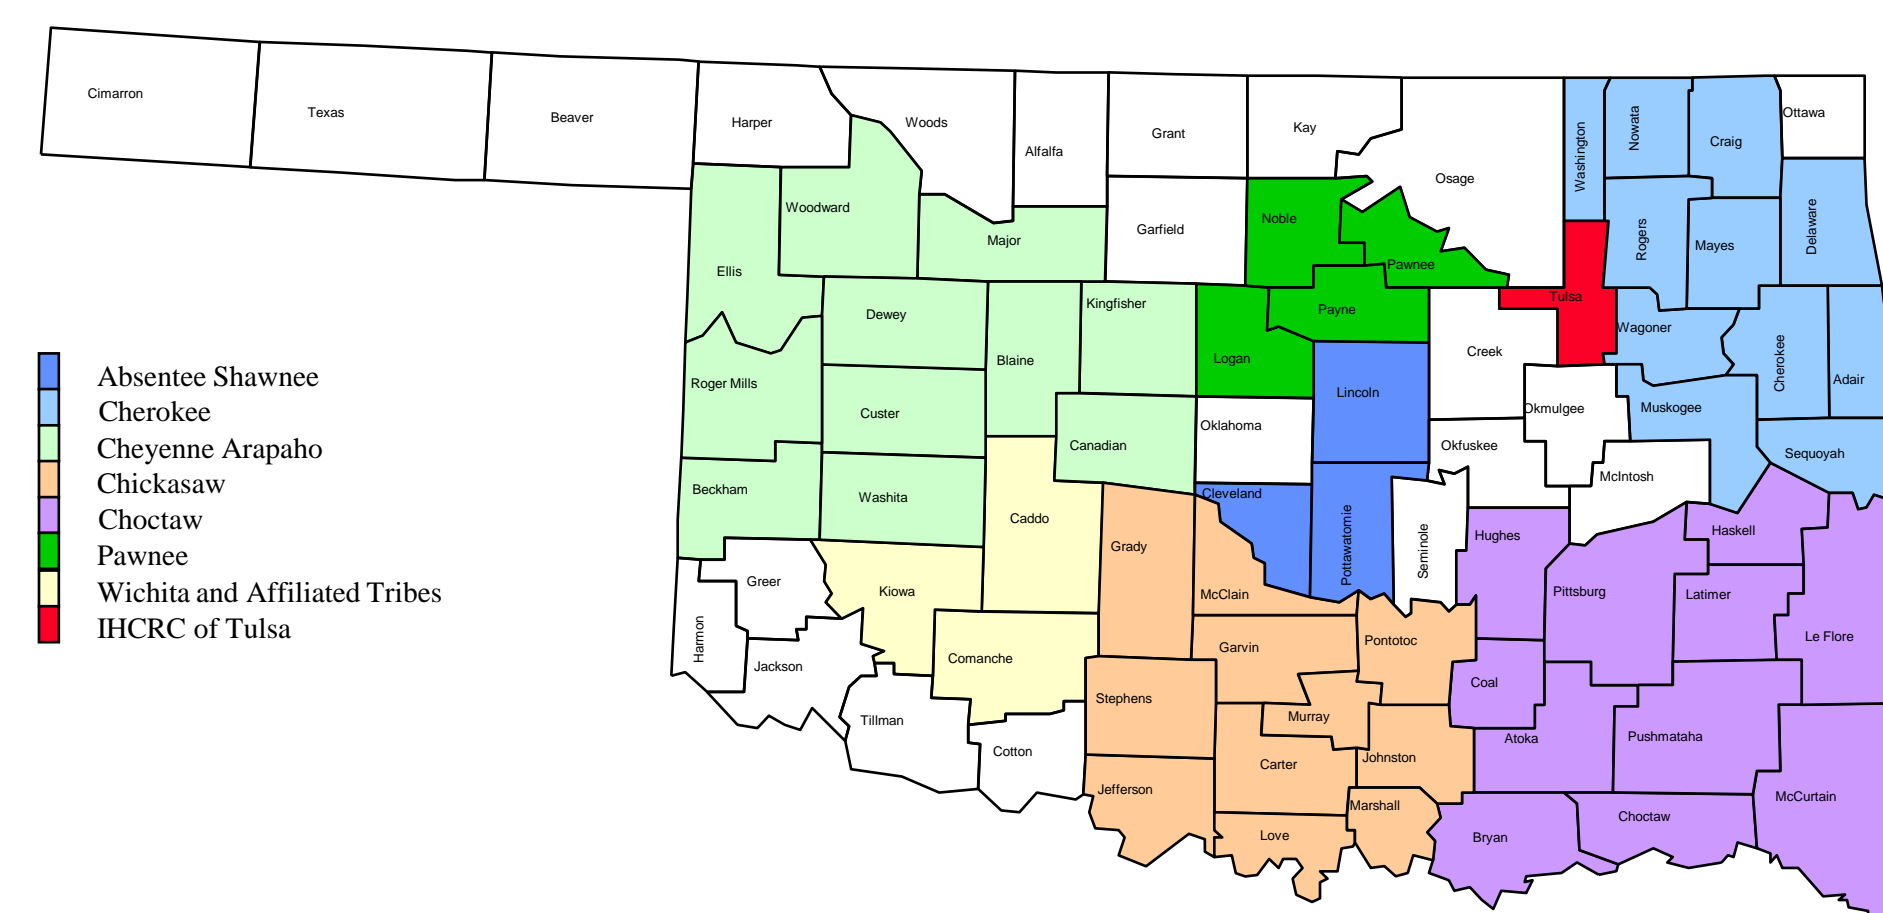 Cimarron
Texas
Beaver
Harper
Woods
Alfalfa
Grant
Kay
Osage
Washington
Nowata
Craig
Ottawa
Woodward
Major
Garfield
Noble
Pawnee
Rogers
Mayes
Delaware
Ellis
Dewey
Blaine
Kingfisher
Logan
Payne
Tulsa
Wagoner
Creek
Cherokee
Adair
Roger Mills
Custer
Canadian
Oklahoma
Lincoln
Okmulgee
Muskogee
Okfuskee
McIntosh
Sequoyah
Beckham
Washita
Caddo
Grady
Cleveland
Pottawatomie
Seminole
Hughes
Haskell
Greer
Kiowa
McClain
Pittsburg
Latimer
Le Flore
Harmon
Jackson
Comanche
Garvin
Pontotoc
Coal
Tillman
Stephens
Murray
Atoka
Pushmataha
Cotton
Carter
Johnston
Jefferson
Love
Marshall
Bryan
Choctaw
McCurtain
Absentee Shawnee
Cherokee
Cheyenne Arapaho
Chickasaw
Choctaw
Pawnee
Wichita and Affiliated Tribes
IHCRC of Tulsa